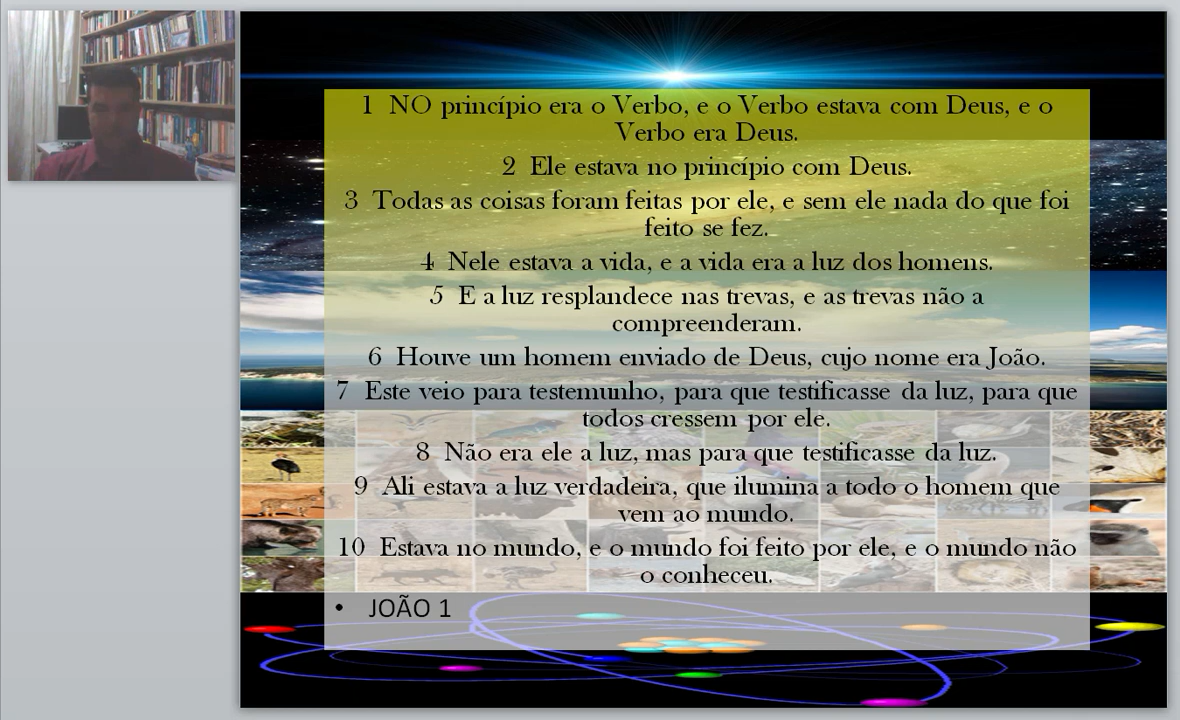 1 NO princípio era o Verbo, e o Verbo estava com Deus, e o
Verbo era Deus.
2 Ele estava no princípio com Deus.
3 Todas as coisas foram feitas por ele, e sem ele nada do que foi
feito se fez.
4 Nele estava a vida, e a vida era a luz dos homens.
5 E a luz resplandece nas trevas, e as trevas não a
compreenderam.
6 Houve um homem enviado de Deus, cujo nome era João.
7 Este veio para testemunho, para que testificasse da luz, para que
todos cressem por ele.
8 Não era ele a luz, mas para que testificasse da luz.
9 Ali estava a luz verdadeira, que ilumina a todo o homem que
vem ao mundo.
10 Estava no mundo, e o mundo foi feito por ele, e o mundo não
o conheceu.
• JOÃO 1